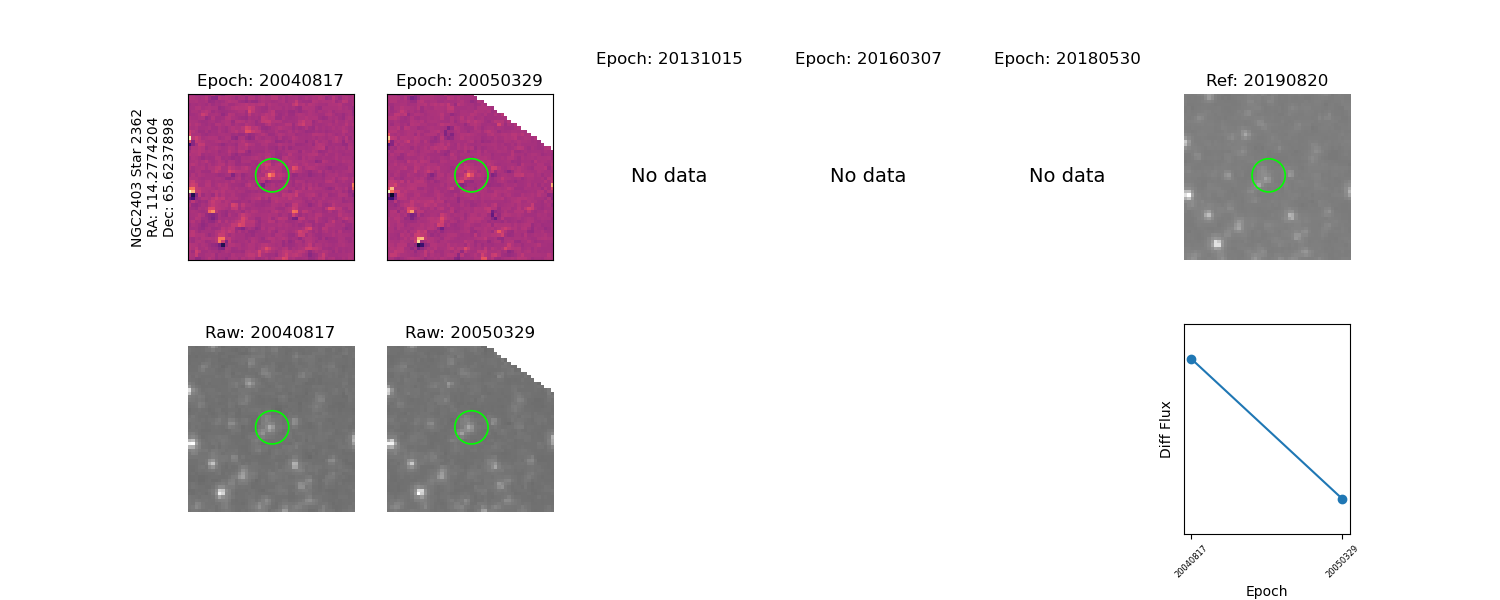 Epoch: 20040817
Epoch: 20050329
Epoch: 20131015
Epoch: 20160307
Epoch: 20180530
Ref: 20190820
NGC2403 Star 2362
RA: 114.2774204
Dec: 65.6237898
No data
No data
No data
Raw: 20040817
Raw: 20050329
Diff Flux
20040817
20050329
Epoch